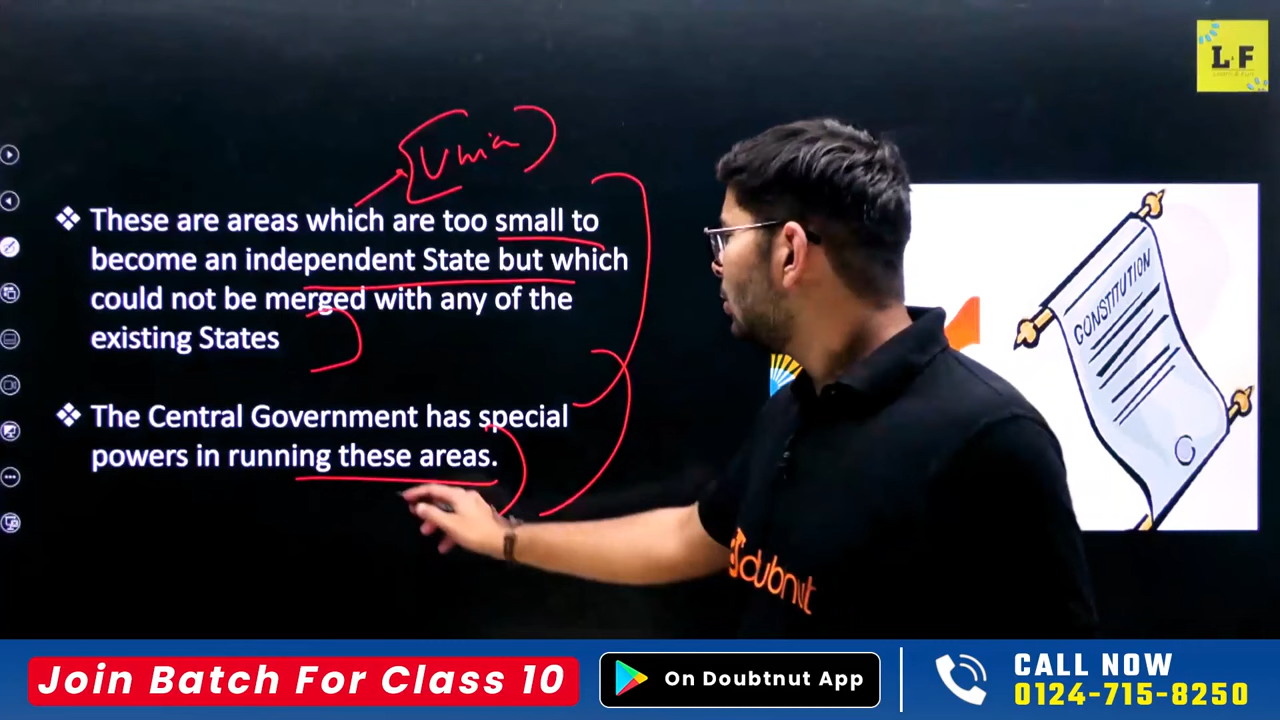 L.F
These are areas which are too small to
become an independent State but which
could not be merged with any of the
existing States
The Central Government has special
powers in running these areas.
CONSTITUTION
doubnut
Join Batch For Class 10
On Doubtnut App
CALL NOW
0124-715-8250